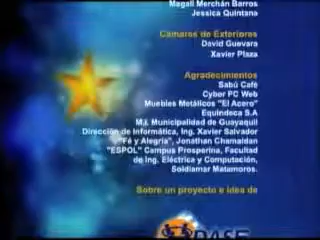 Magali Merchán Barros
Jessica Quintana
Cámaras de Exteriores
David Guevara
Xavier Plaza
Agradecimientos
Sabú Café
Cyber PC Web
Muebles Metálicos "El Acero"
Equindeca S.A
M.I. Municipalidad de Guayaquil
Dirección de Informática, Ing. Xavier Salvador
"Fé y Alegría", Jonathan Chamaidan
"ESPOL" Campus Prosperina, Facultad
de Ing. Eléctrica y Computación,
Soldiamar Matamoros.
Sobre un proyecto e idea de